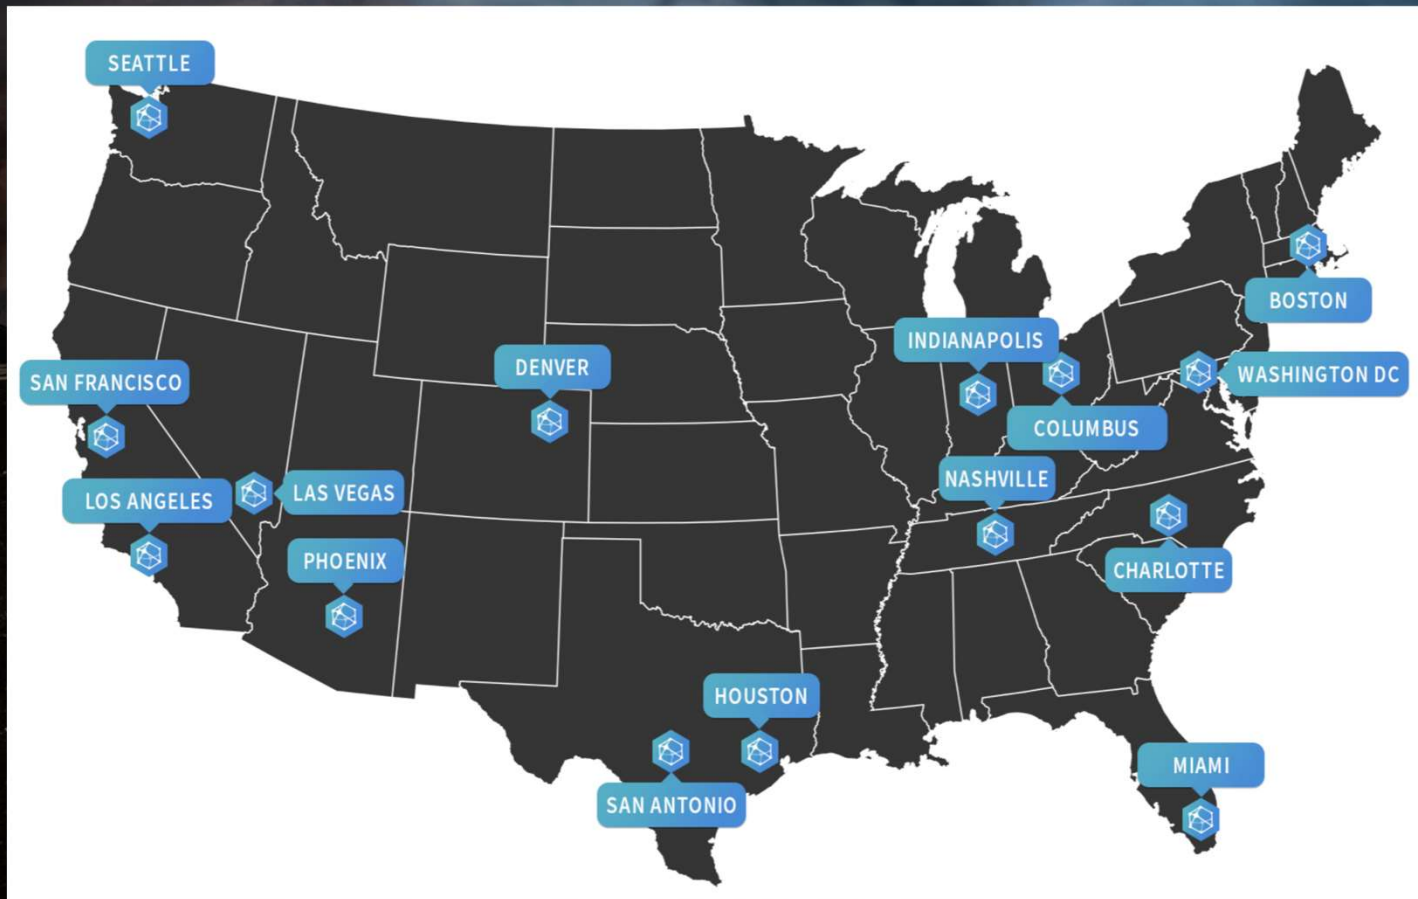 SEATTLE
BOSTON
INDIANAPOLIS
DENVER
WASHINGTON DC
SAN FRANCISCO
COLUMBUS
NASHVILLE
LAS VEGAS
LOS ANGELES
PHOENIX
CHARLOTTE
HOUSTON
MIAMI
SAN ANTONIO